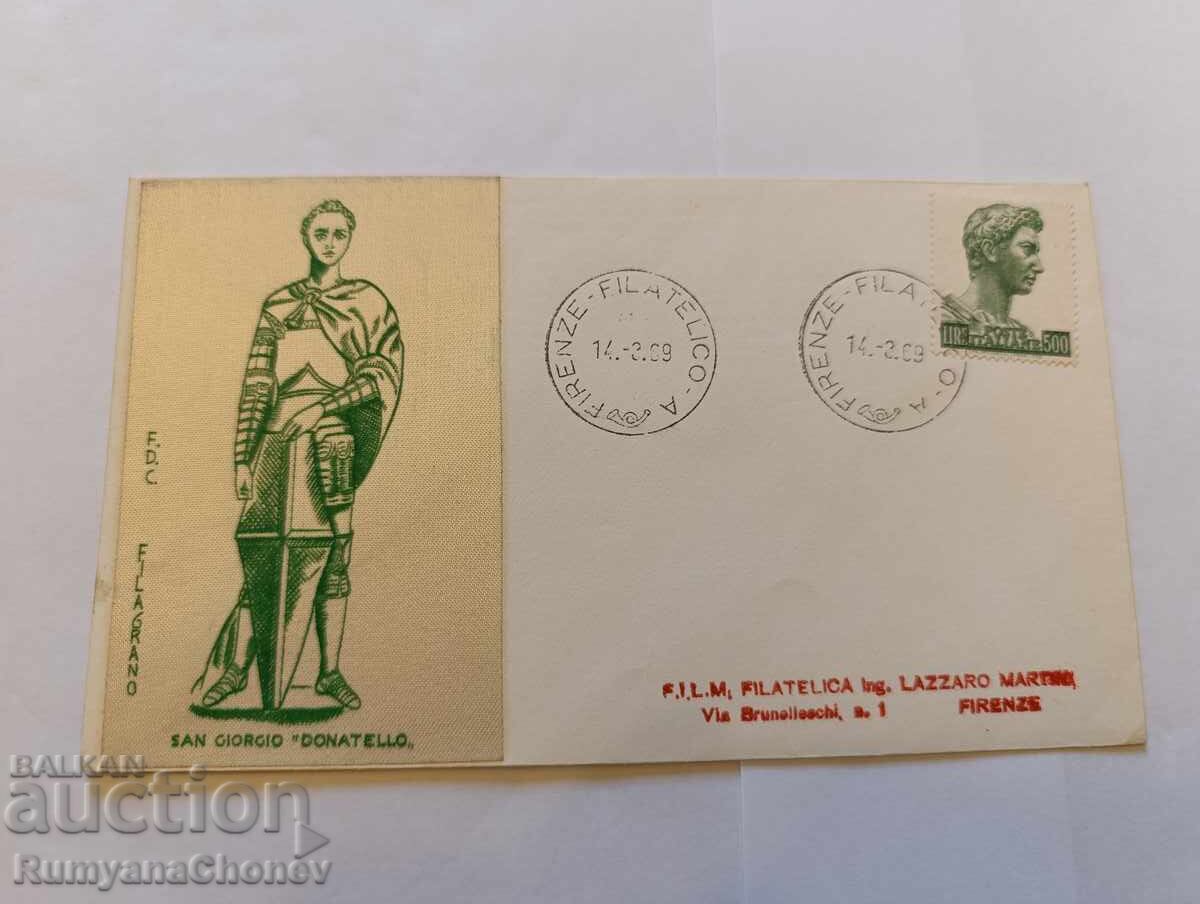 F.D.C. FILAGRANO
SAN GIORGIO "DONATELLO"
FIRENZE-FILATELICO-A
14.-3.69
FIRENZE-FILATELICO-A
14.-3.69
LIRE ITALIANE 500
F.I.L.M. FILATELICA Ing. LAZZARO MARTINI
Via Brunelleschi, n. 1 FIRENZE
BALKAN
auction
RumyanaChonev